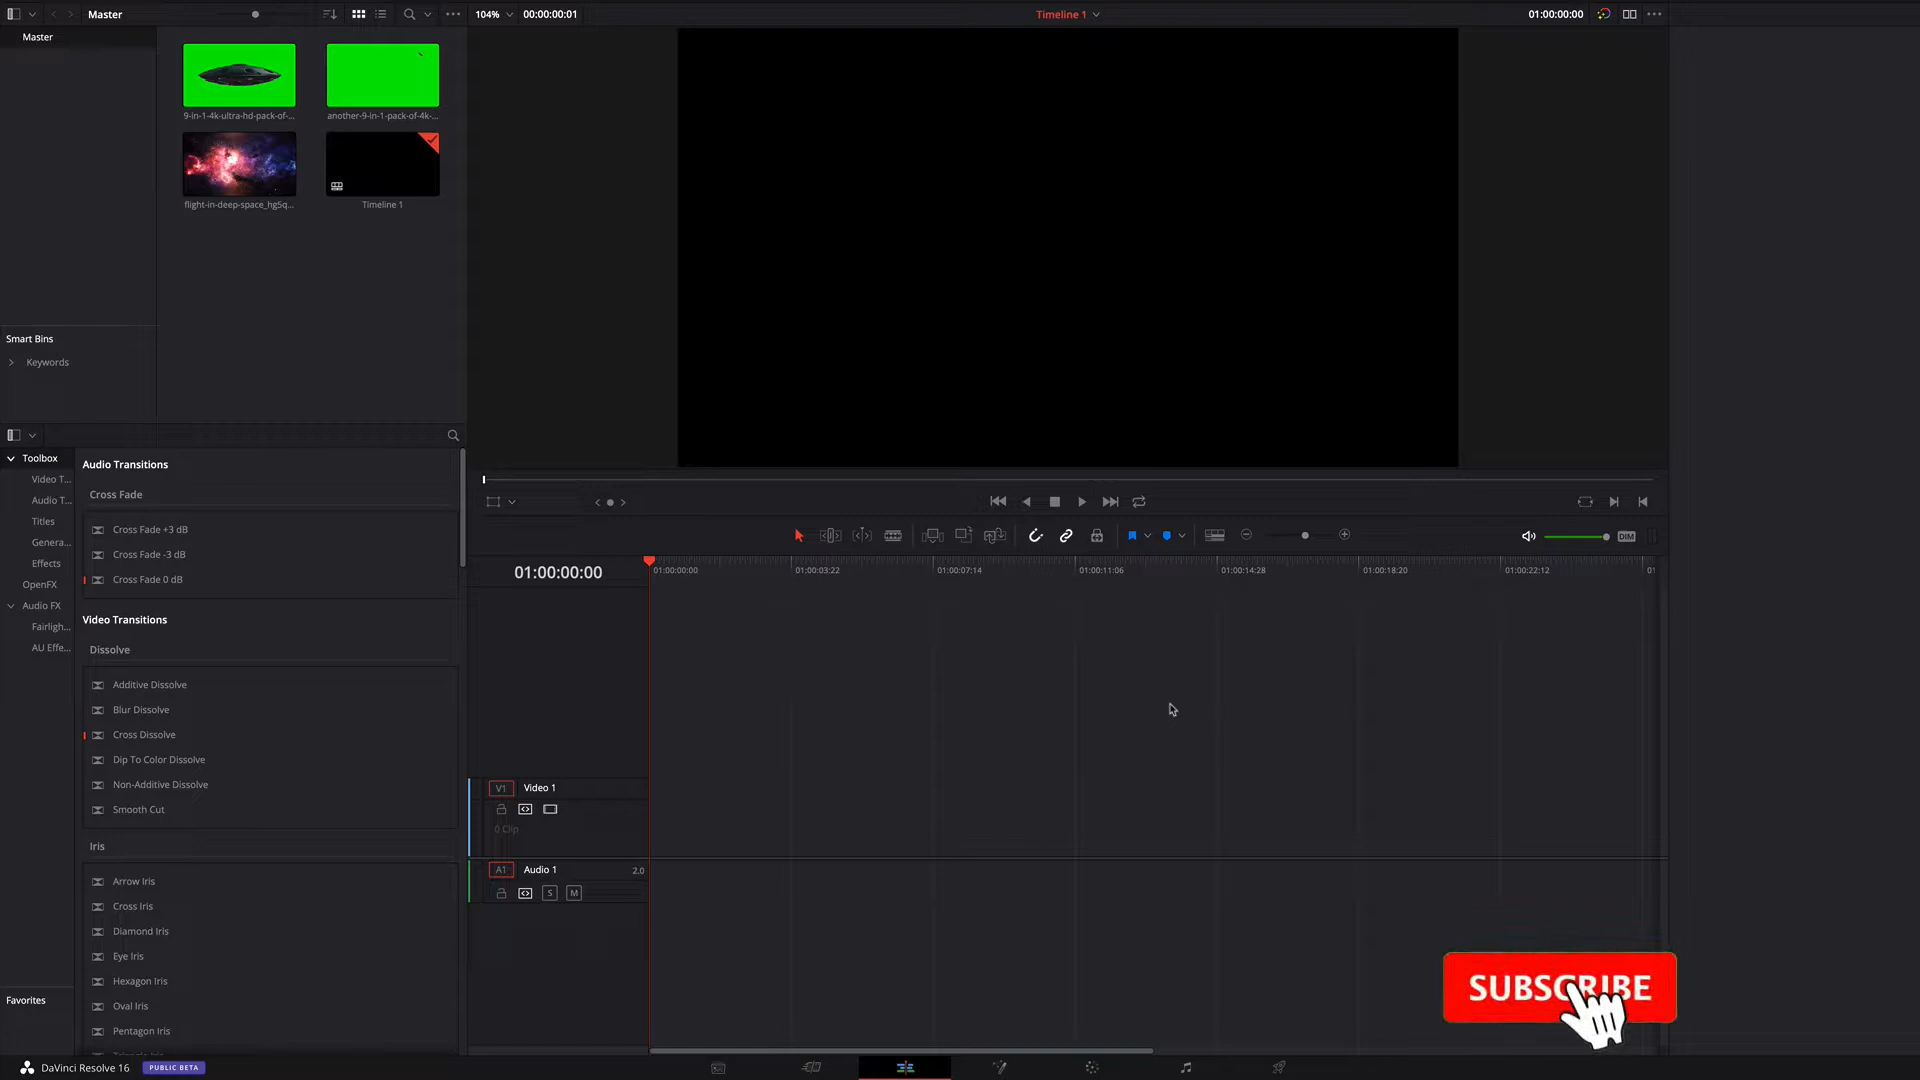 Master
104%
00:00:00:01
Timeline 1
01:00:00:00
Master
9-in-1-4k-ultra-hd-pack-of-...
another-9-in-1-pack-of-4k-...
flight-in-deep-space_hg5q...
Timeline 1
Smart Bins
Keywords
Toolbox
Video T...
Audio T...
Titles
Genera...
Effects
OpenFX
Audio FX
Fairligh...
AU Effe...
Favorites
Audio Transitions
Cross Fade
Cross Fade +3 dB
Cross Fade -3 dB
Cross Fade 0 dB
Video Transitions
Dissolve
Additive Dissolve
Blur Dissolve
Cross Dissolve
Dip To Color Dissolve
Non-Additive Dissolve
Smooth Cut
Iris
Arrow Iris
Cross Iris
Diamond Iris
Eye Iris
Hexagon Iris
Oval Iris
Pentagon Iris
DIM
01:00:00:00
01:00:00:00
01:00:03:22
01:00:07:14
01:00:11:06
01:00:14:28
01:00:18:20
01:00:22:12
01
V1
Video 1
0 Clip
A1
Audio 1
2.0
S
M
SUBSCRIBE
DaVinci Resolve 16
PUBLIC BETA